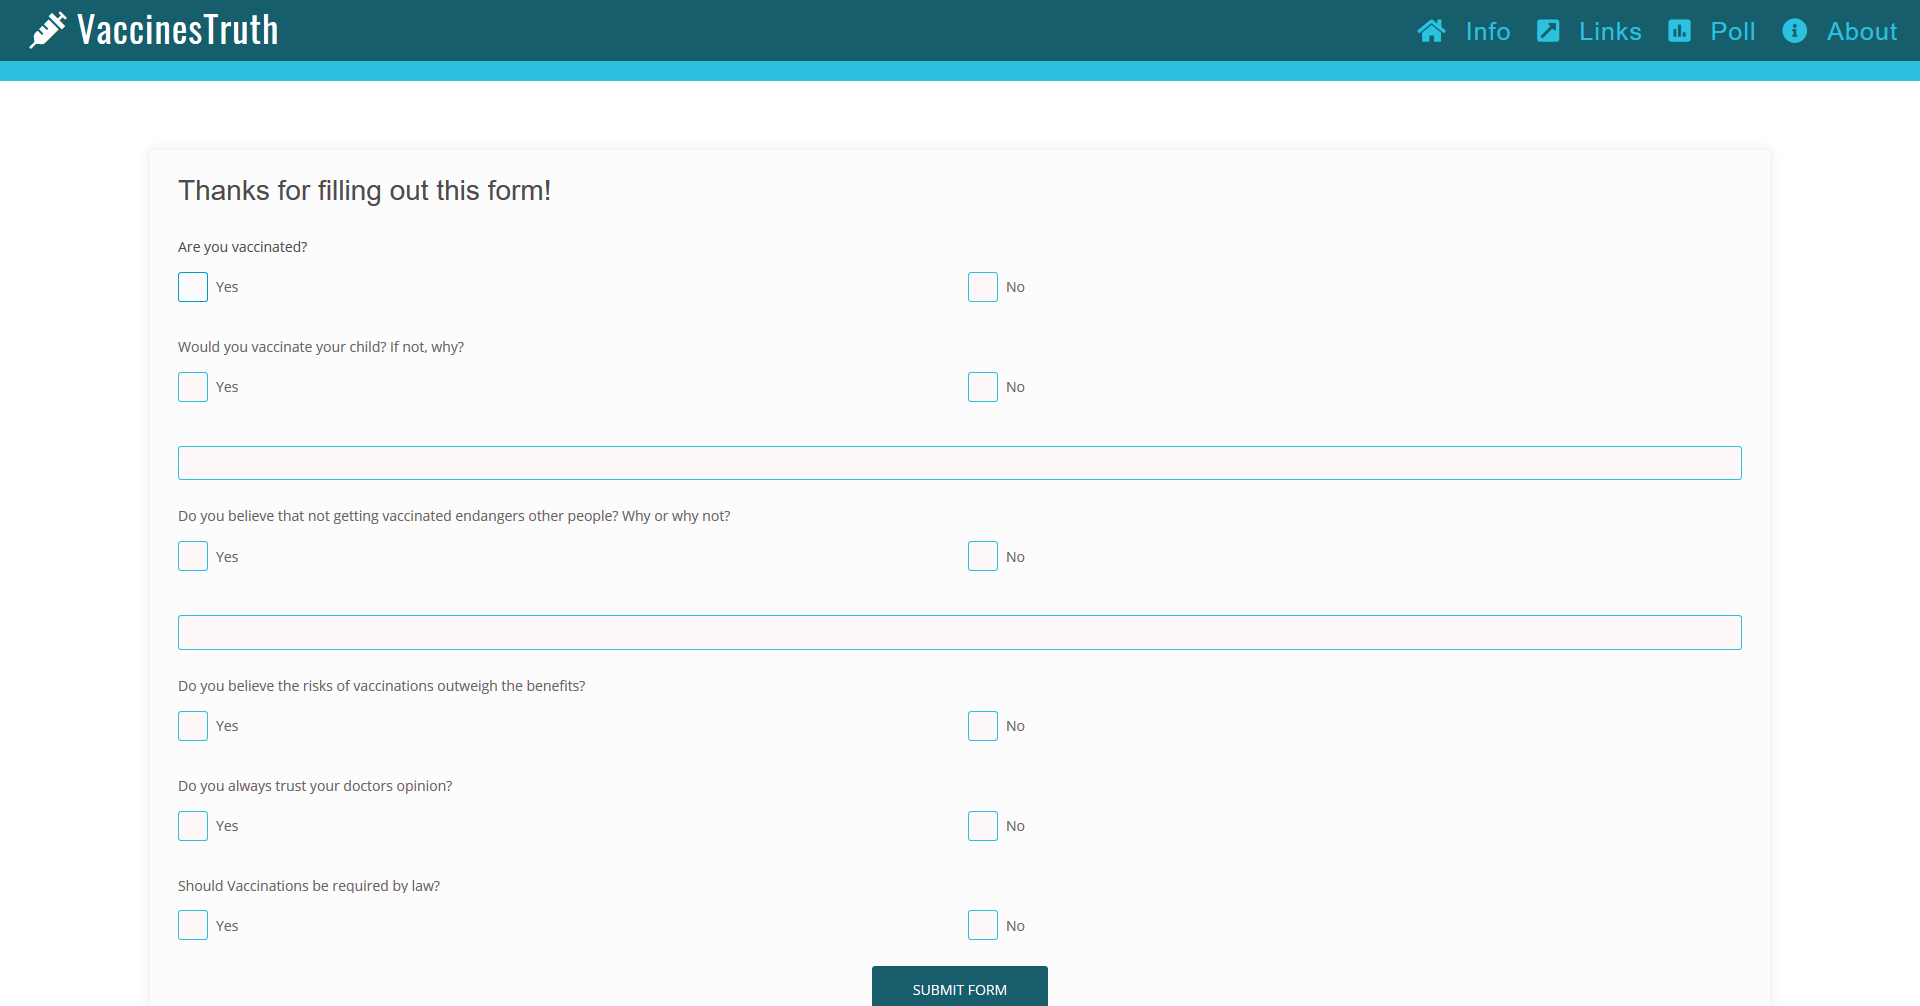 VaccinesTruth
Info Links Poll About
Thanks for filling out this form!
Are you vaccinated?
Yes No
Would you vaccinate your child? If not, why?
Yes No
Do you believe that not getting vaccinated endangers other people? Why or why not?
Yes No
Do you believe the risks of vaccinations outweigh the benefits?
Yes No
Do you always trust your doctors opinion?
Yes No
Should Vaccinations be required by law?
Yes No
SUBMIT FORM